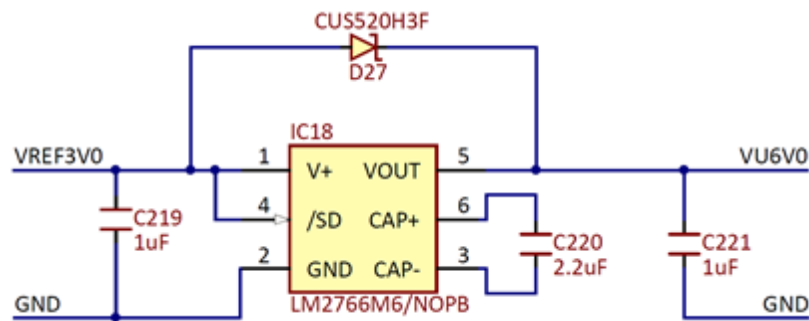 CUS520H3F
D27
IC18
VREF3V0
1
V+
VOUT
5
VU6V0
4
/SD
CAP+
6
C219
1uF
2
GND
CAP-
3
C220
2.2uF
C221
1uF
GND
LM2766M6/NOPB
GND